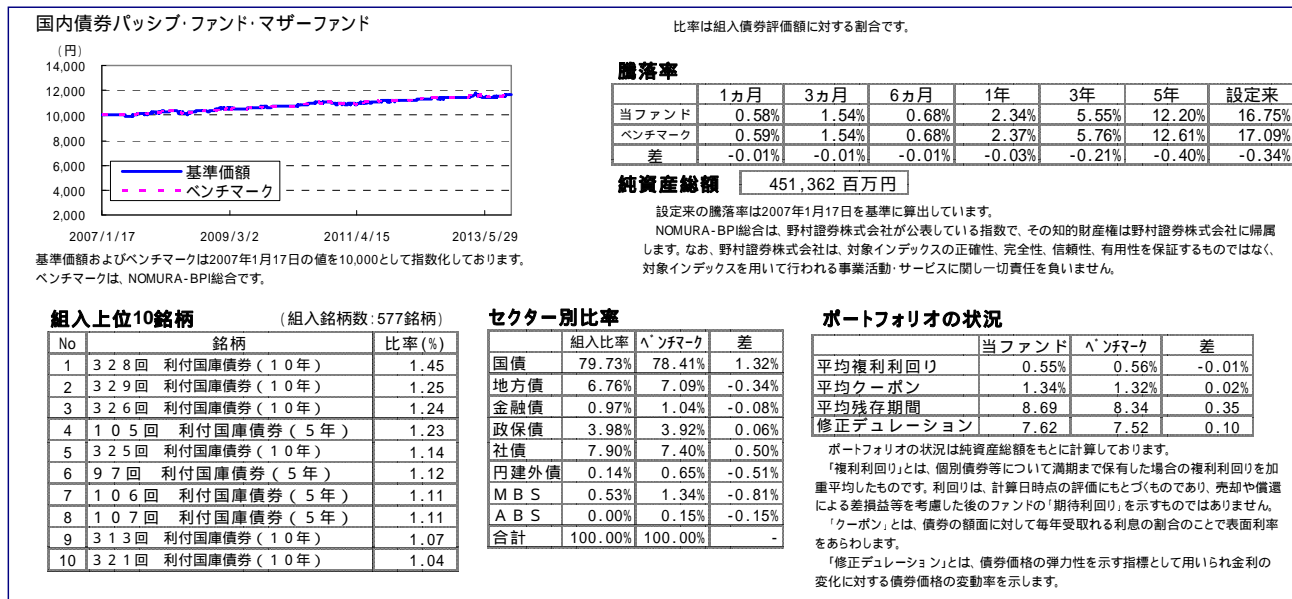 国内債券パッシブ・ファンド・マザーファンド
（円）
14,000
12,000
10,000
8,000
6,000
4,000
2,000
基準価額
ベンチマーク
2007/1/17 2009/3/2 2011/4/15 2013/5/29
基準価額およびベンチマークは2007年1月17日の値を10,000として指数化しております。
ベンチマークは、NOMURA-BPI総合です。
比率は組入債券評価額に対する割合です。
騰落率
1ヵ月 3ヵ月 6ヵ月 1年 3年 5年 設定来
当ファンド 0.58% 1.54% 0.68% 2.34% 5.55% 12.20% 16.75%
ベンチマーク 0.59% 1.54% 0.68% 2.37% 5.76% 12.61% 17.09%
差 -0.01% -0.01% -0.01% -0.03% -0.21% -0.40% -0.34%
純資産総額 451,362 百万円
設定来の騰落率は2007年1月17日を基準に算出しています。
NOMURA-BPI総合は、野村證券株式会社が公表している指数で、その知的財産権は野村證券株式会社に帰属
します。なお、野村證券株式会社は、対象インデックスの正確性、完全性、信頼性、有用性を保証するものではなく、
対象インデックスを用いて行われる事業活動・サービスに関し一切責任を負いません。
組入上位10銘柄 （組入銘柄数：577銘柄）
No 銘柄 比率(%)
1 ３２８回 利付国庫債券（１０年） 1.45
2 ３２９回 利付国庫債券（１０年） 1.25
3 ３２６回 利付国庫債券（１０年） 1.24
4 １０５回 利付国庫債券（５年） 1.23
5 ３２５回 利付国庫債券（１０年） 1.14
6 ９７回 利付国庫債券（５年） 1.12
7 １０６回 利付国庫債券（５年） 1.11
8 １０７回 利付国庫債券（５年） 1.11
9 ３１３回 利付国庫債券（１０年） 1.07
10 ３２１回 利付国庫債券（１０年） 1.04
セクター別比率
組入比率 ﾍﾞﾝﾁﾏｰｸ 差
国債 79.73% 78.41% 1.32%
地方債 6.76% 7.09% -0.34%
金融債 0.97% 1.04% -0.08%
政保債 3.98% 3.92% 0.06%
社債 7.90% 7.40% 0.50%
円建外債 0.14% 0.65% -0.51%
ＭＢＳ 0.53% 1.34% -0.81%
ＡＢＳ 0.00% 0.15% -0.15%
合計 100.00% 100.00% -
ポートフォリオの状況
当ファンド ﾍﾞﾝﾁﾏｰｸ 差
平均複利利回り 0.55% 0.56% -0.01%
平均クーポン 1.34% 1.32% 0.02%
平均残存期間 8.69 8.34 0.35
修正デュレーション 7.62 7.52 0.10
ポートフォリオの状況は純資産総額をもとに計算しております。
「複利利回り」とは、個別債券等について満期まで保有した場合の複利利回りを加
重平均したものです。利回りは、計算日時点の評価にもとづくものであり、売却や償還
による差損益等を考慮した後のファンドの「期待利回り」を示すものではありません。
「クーポン」とは、債券の額面に対して毎年受取れる利息の割合のことで表面利率
をあらわします。
「修正デュレーション」とは、債券価格の弾力性を示す指標として用いられ金利の
変化に対する債券価格の変動率を示します。